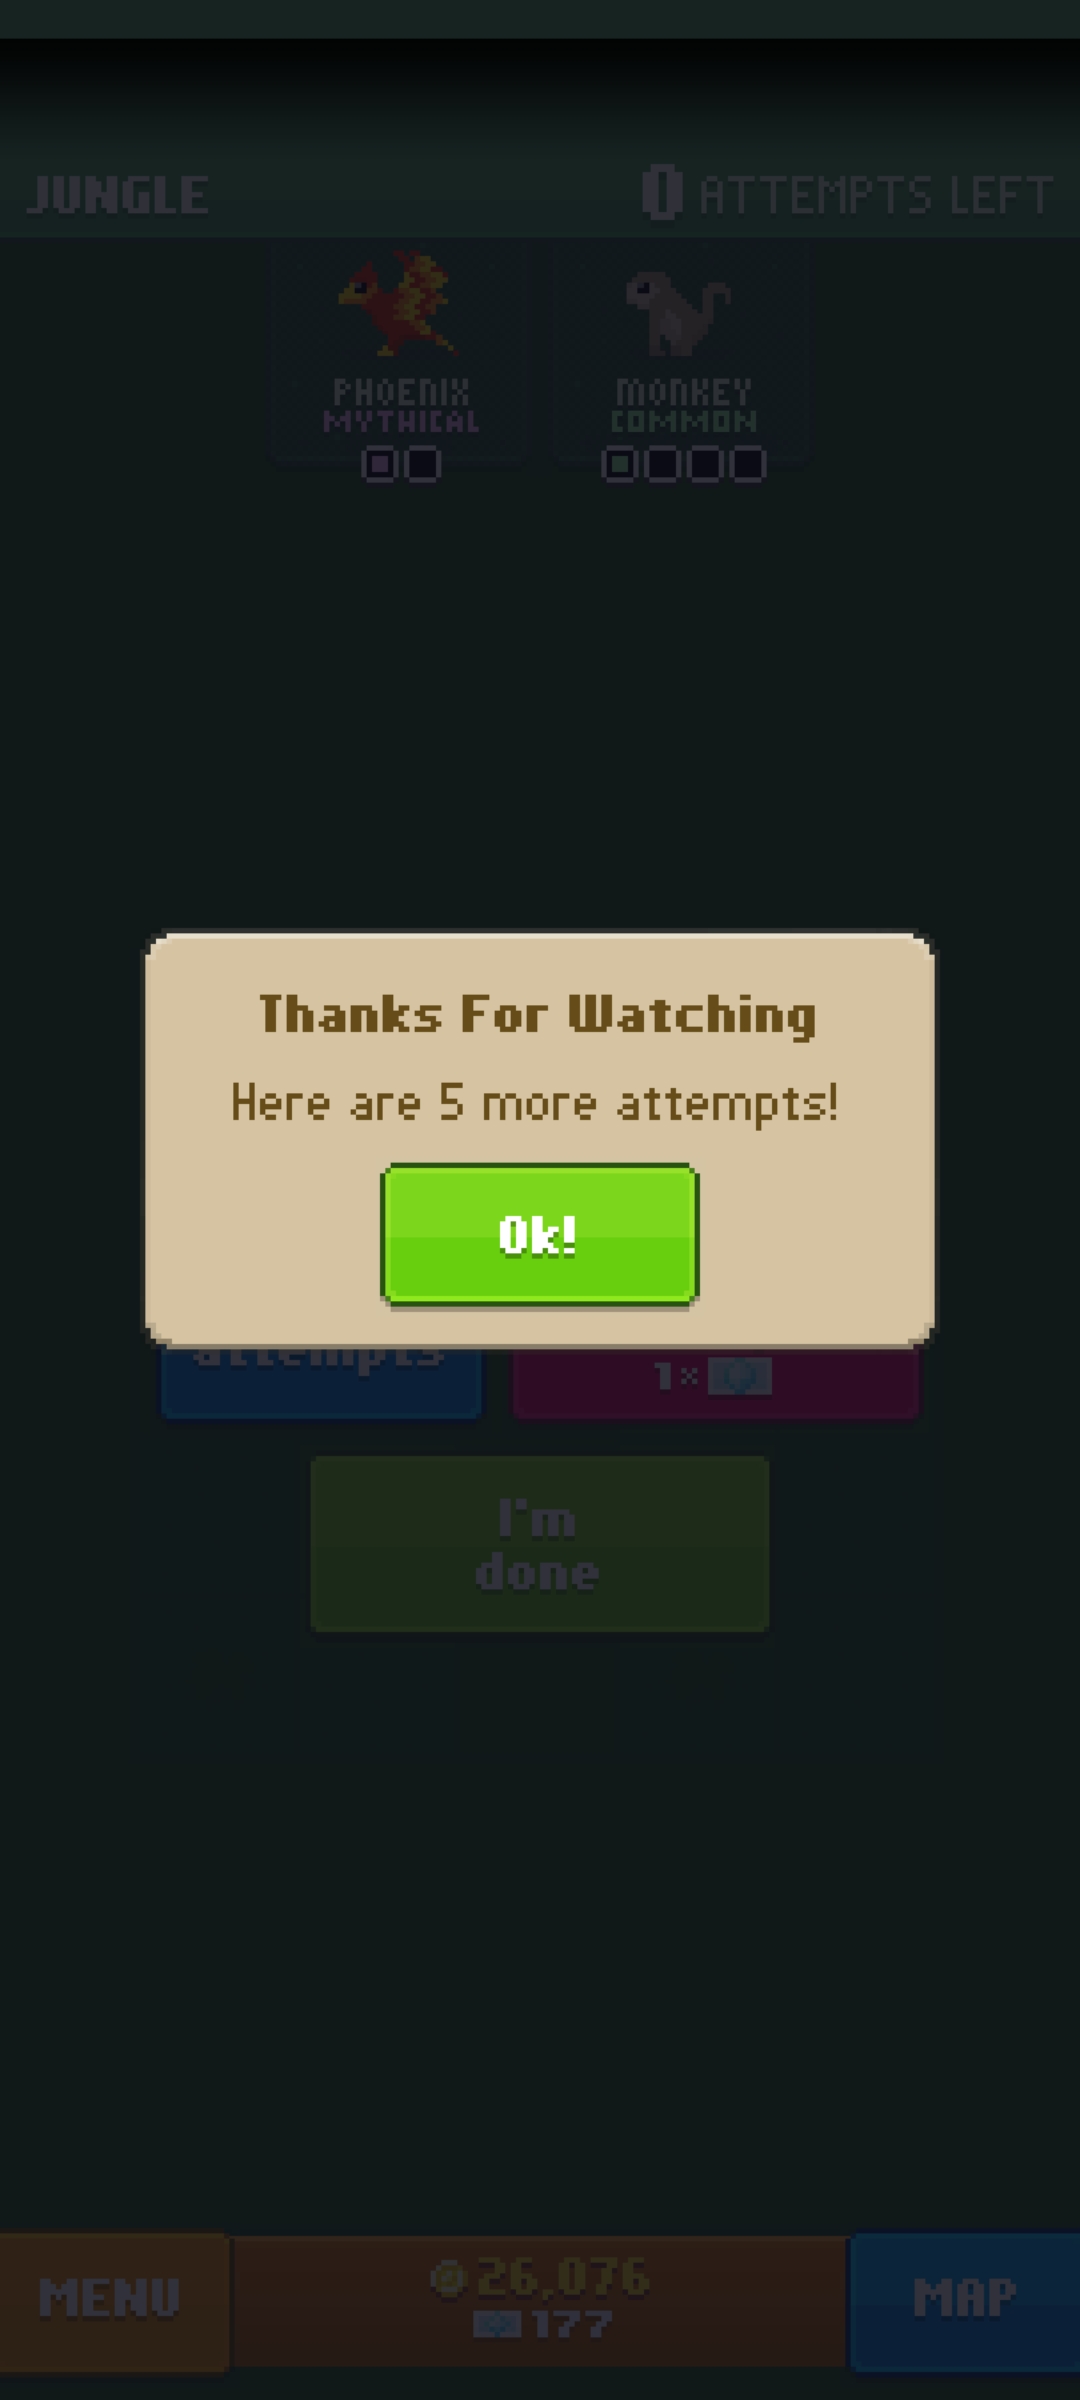 JUNGLE
0 ATTEMPTS LEFT
PHOENIX
MYTHICAL
MONKEY
COMMON
Thanks For Watching
Here are 5 more attempts!
Ok!
attempts
1×
I'm
done
MENU
26,076
177
MAP